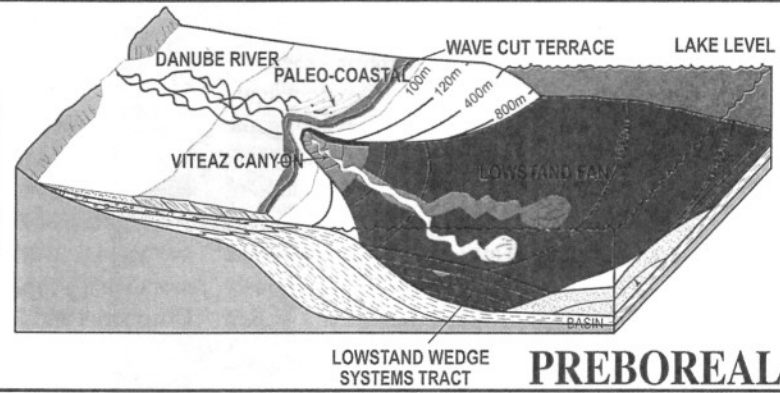 WAVE CUT TERRACE
LAKE LEVEL
DANUBE RIVER
PALEO-COASTAL
100m
120m
400m
800m
VITEAZ CANYON
LOWSTAND FAN
BASIN
LOWSTAND WEDGE
SYSTEMS TRACT
PREBOREAL